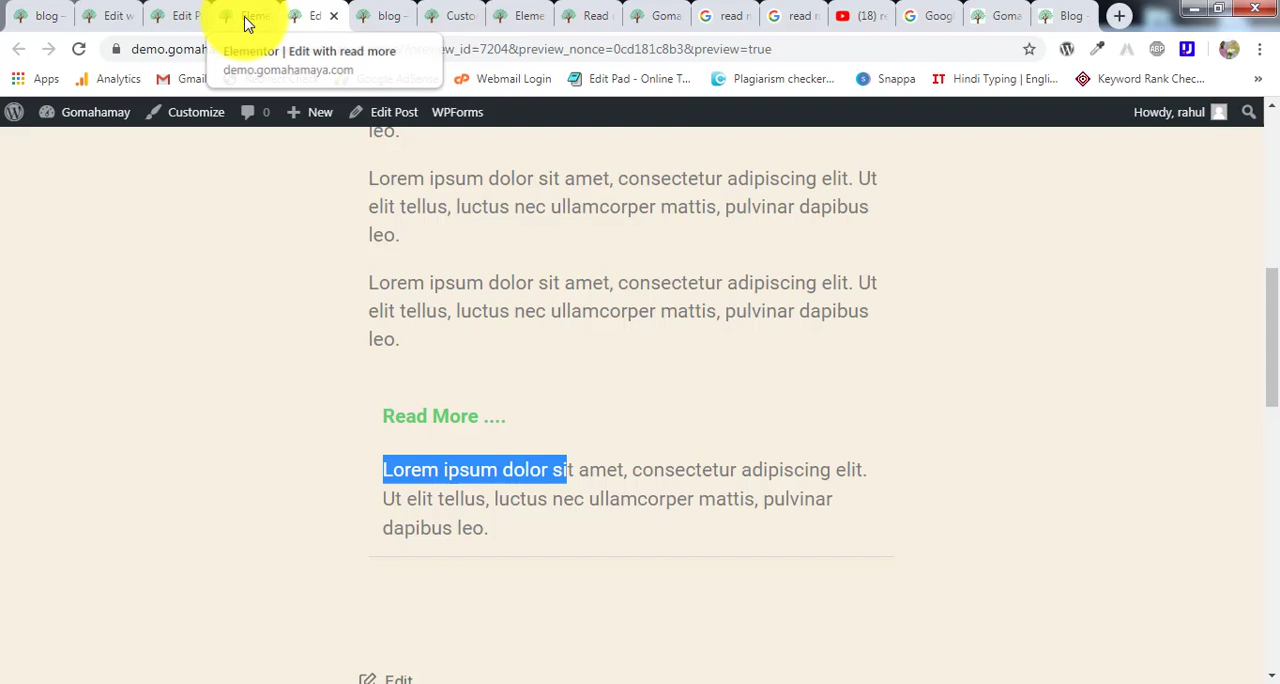 blog – Edit w Edit P Eleme Ed blog – Custo Eleme Read Goma read n read n (18) r Goog Goma Blog -
demo.gomaha _id=7204&preview_nonce=0cd181c8b3&preview=true
Elementor | Edit with read more
demo.gomahamaya.com
Apps Analytics Gmail Google AdSense Webmail Login Edit Pad - Online T... Plagiarism checker... Snappa Hindi Typing | Engli... Keyword Rank Chec... »
Gomahamay Customize 0 New Edit Post WPForms Howdy, rahul
leo.
Lorem ipsum dolor sit amet, consectetur adipiscing elit. Ut
elit tellus, luctus nec ullamcorper mattis, pulvinar dapibus
leo.
Lorem ipsum dolor sit amet, consectetur adipiscing elit. Ut
elit tellus, luctus nec ullamcorper mattis, pulvinar dapibus
leo.
Read More ....
Lorem ipsum dolor sit amet, consectetur adipiscing elit.
Ut elit tellus, luctus nec ullamcorper mattis, pulvinar
dapibus leo.
Edit